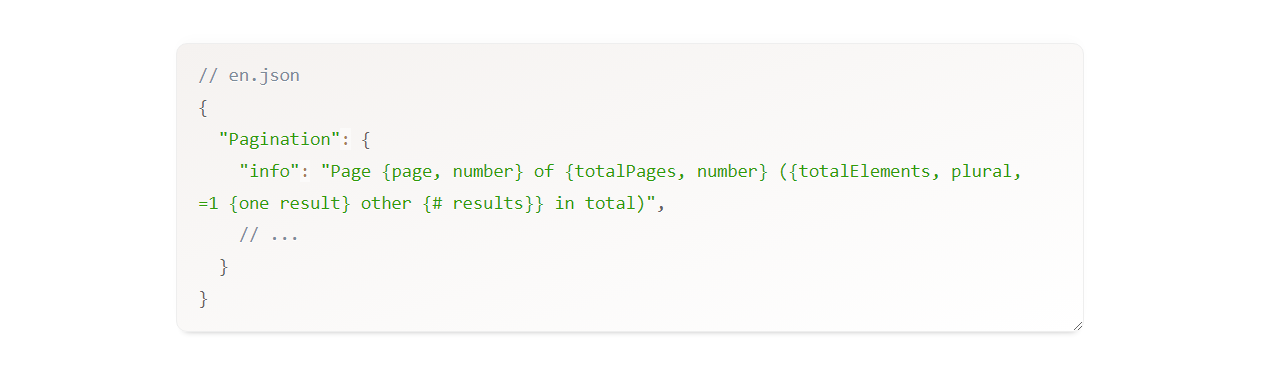 // en.json
{
  "Pagination": {
    "info": "Page {page, number} of {totalPages, number} ({totalElements, plural,
=1 {one result} other {# results}} in total)",
    // ...
  }
}